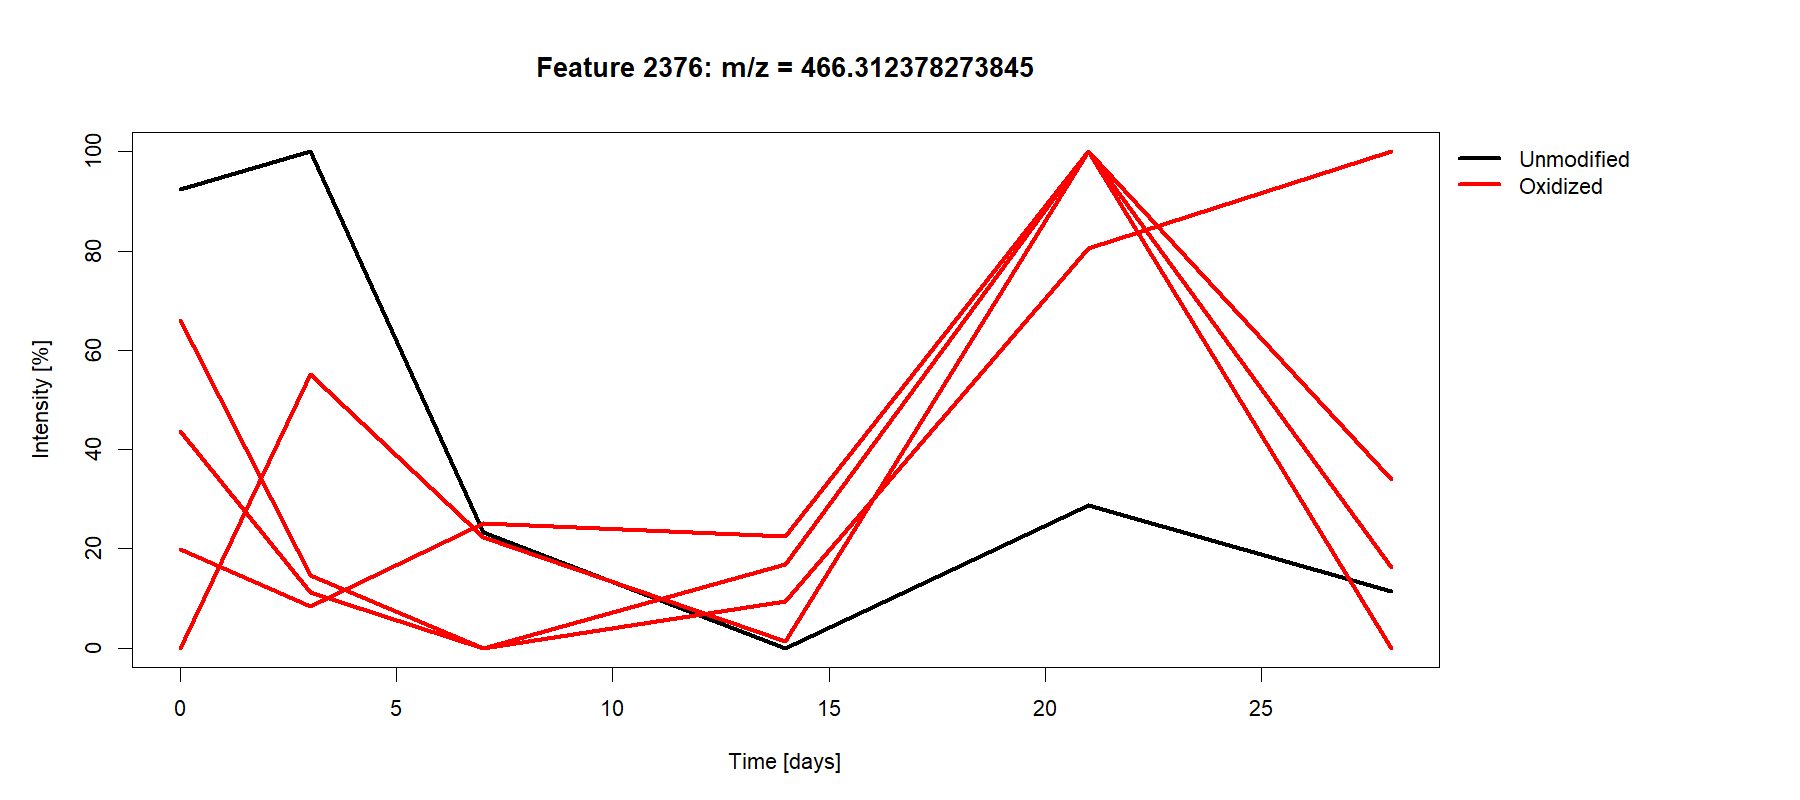 Feature 2376: m/z = 466.312378273845
Unmodified
Oxidized
Intensity [%]
100
80
60
40
20
0
0 5 10 15 20 25
Time [days]